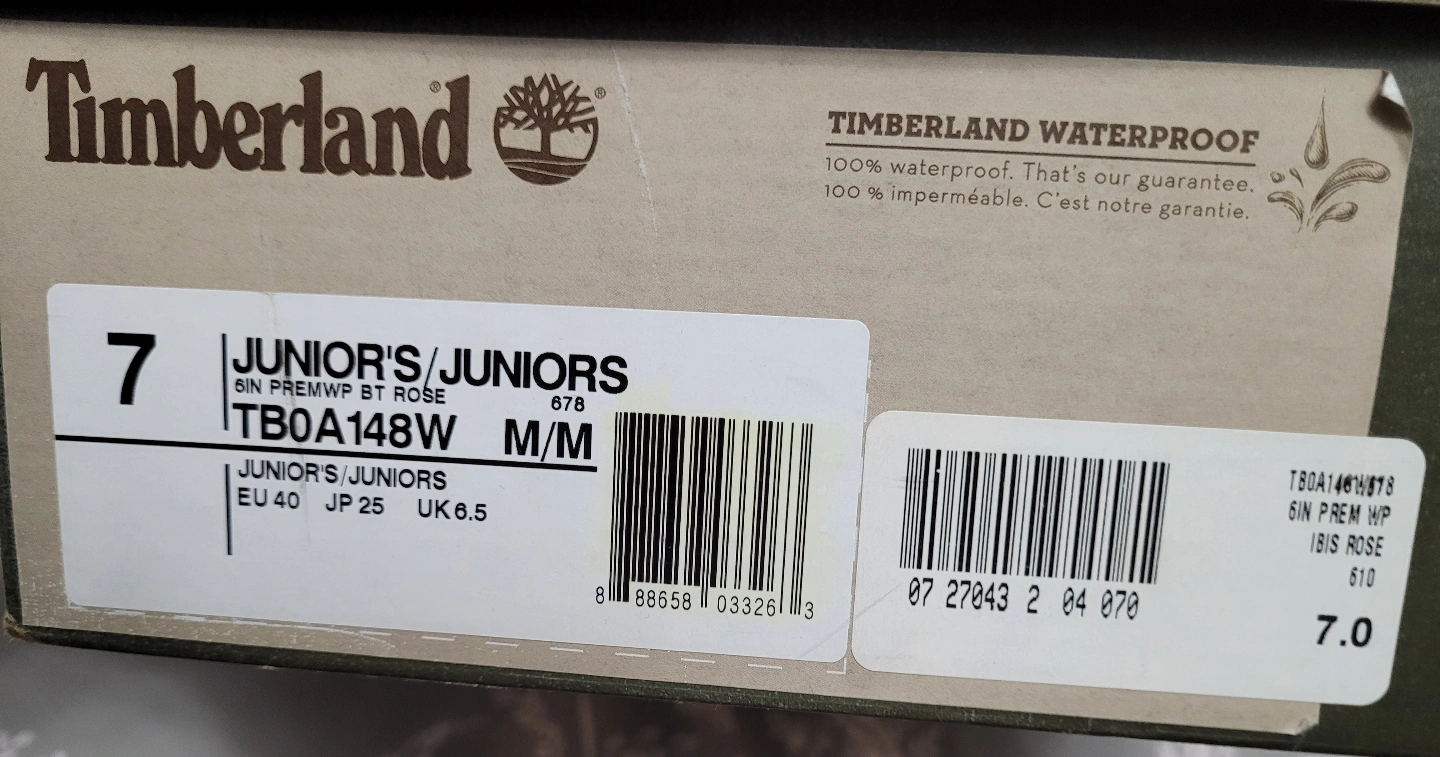 Timberland®
®
TIMBERLAND WATERPROOF
100% waterproof. That's our guarantee.
100 % imperméable. C'est notre garantie.
7
JUNIOR'S/JUNIORS
6IN PREMWP BT ROSE
678
TB0A148W M/M
JUNIOR'S/JUNIORS
EU 40 JP 25 UK 6.5
8 88658 03326 3
07 27043 2 04 070
6IN PREM WP
IBIS ROSE
610
7.0